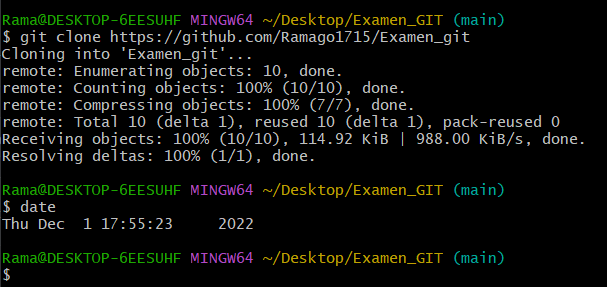 Rama@DESKTOP-6EESUHF MINGW64 ~/Desktop/Examen_GIT (main)
$ git clone https://github.com/Ramago1715/Examen_git
Cloning into 'Examen_git'...
remote: Enumerating objects: 10, done.
remote: Counting objects: 100% (10/10), done.
remote: Compressing objects: 100% (7/7), done.
remote: Total 10 (delta 1), reused 10 (delta 1), pack-reused 0
Receiving objects: 100% (10/10), 114.92 KiB | 988.00 KiB/s, done.
Resolving deltas: 100% (1/1), done.
Rama@DESKTOP-6EESUHF MINGW64 ~/Desktop/Examen_GIT (main)
$ date
Thu Dec  1 17:55:23     2022
Rama@DESKTOP-6EESUHF MINGW64 ~/Desktop/Examen_GIT (main)
$